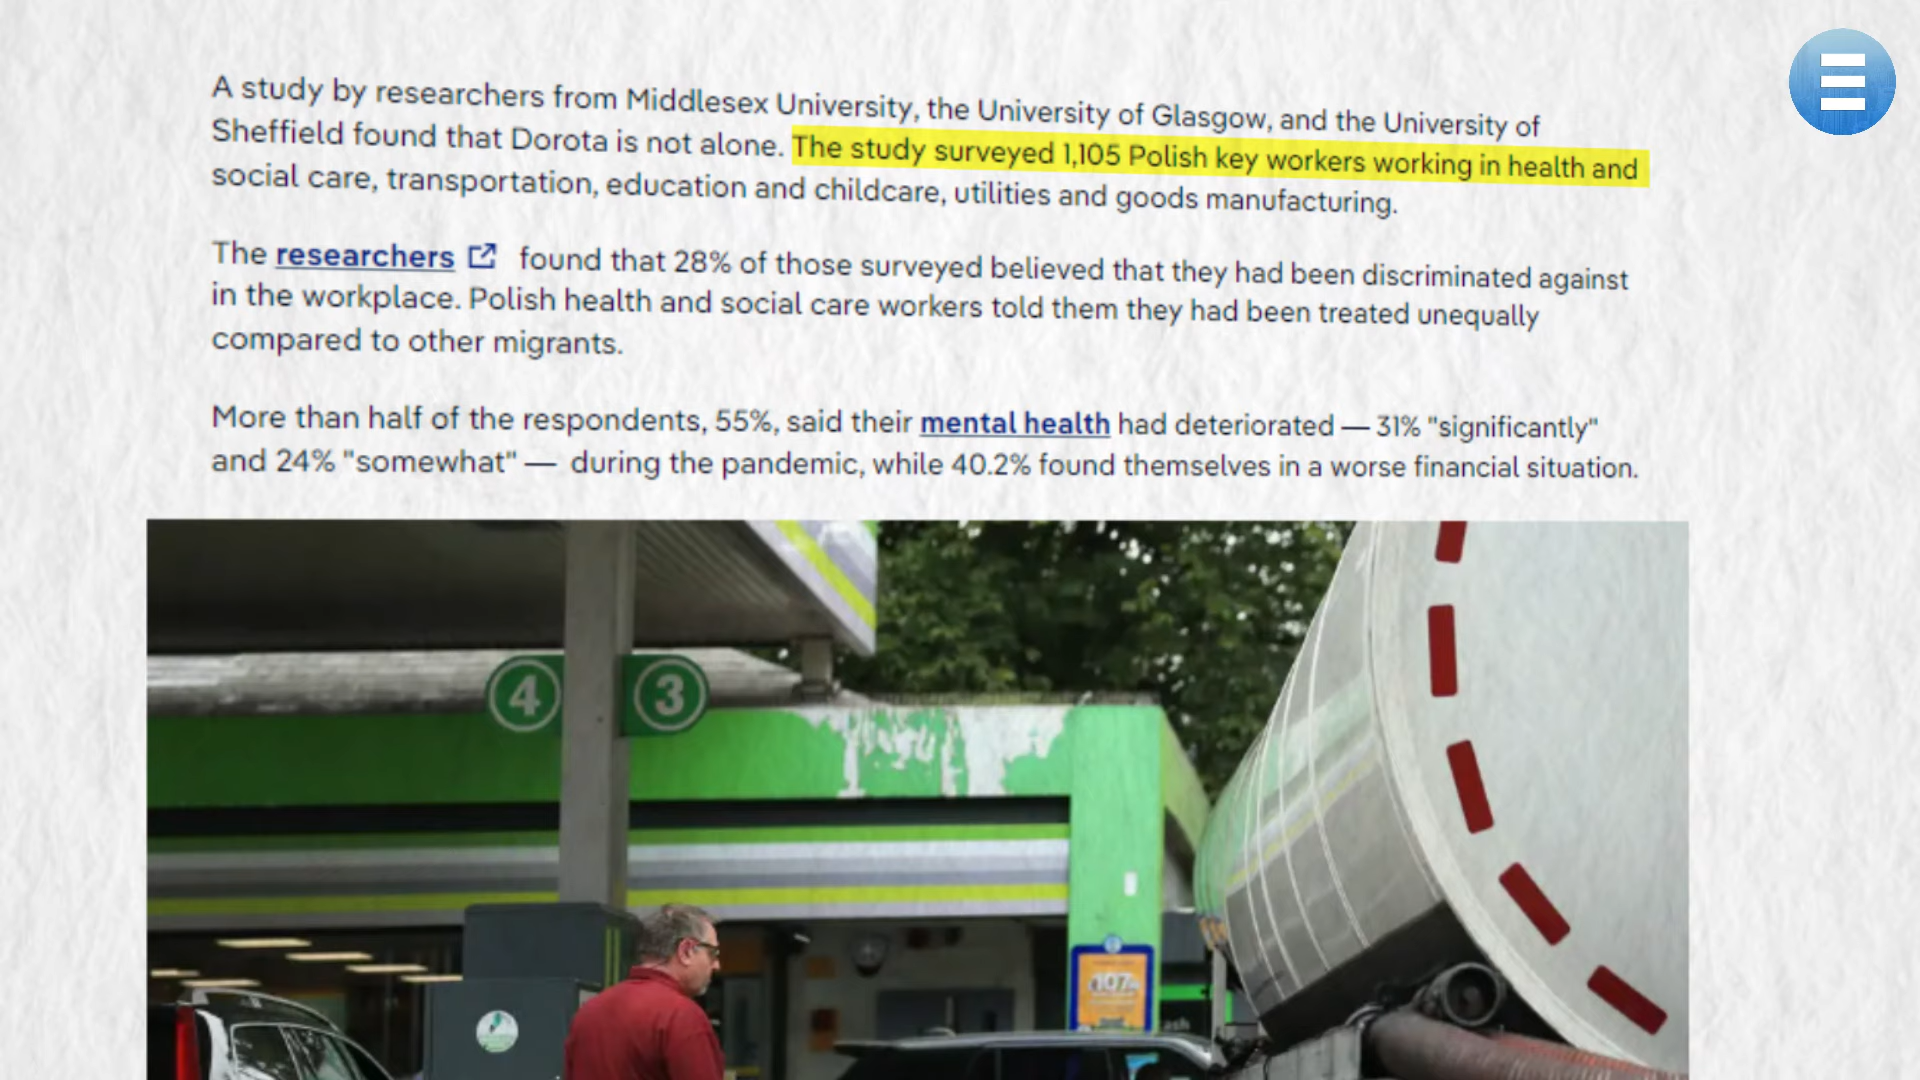 A study by researchers from Middlesex University, the University of Glasgow, and the University of
Sheffield found that Dorota is not alone. The study surveyed 1,105 Polish key workers working in health and
social care, transportation, education and childcare, utilities and goods manufacturing.
The researchers found that 28% of those surveyed believed that they had been discriminated against
in the workplace. Polish health and social care workers told them they had been treated unequally
compared to other migrants.
More than half of the respondents, 55%, said their mental health had deteriorated — 31% "significantly"
and 24% "somewhat" — during the pandemic, while 40.2% found themselves in a worse financial situation.
4 3